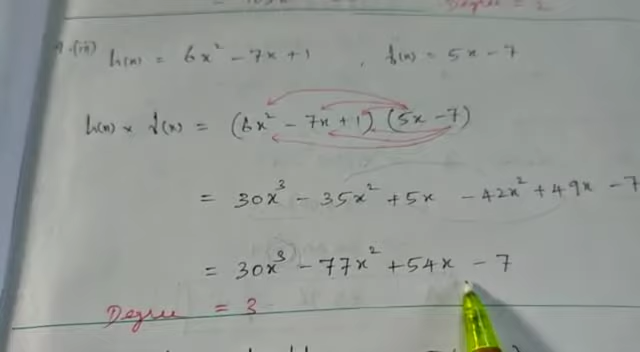 h(x) = 6x² - 7x + 1 , f(x) = 5x - 7
h(x) × f(x) = (6x² - 7x + 1) . (5x - 7)
= 30x³ - 35x² + 5x - 42x² + 49x - 7
= 30x³ - 77x² + 54x - 7
Degree = 3